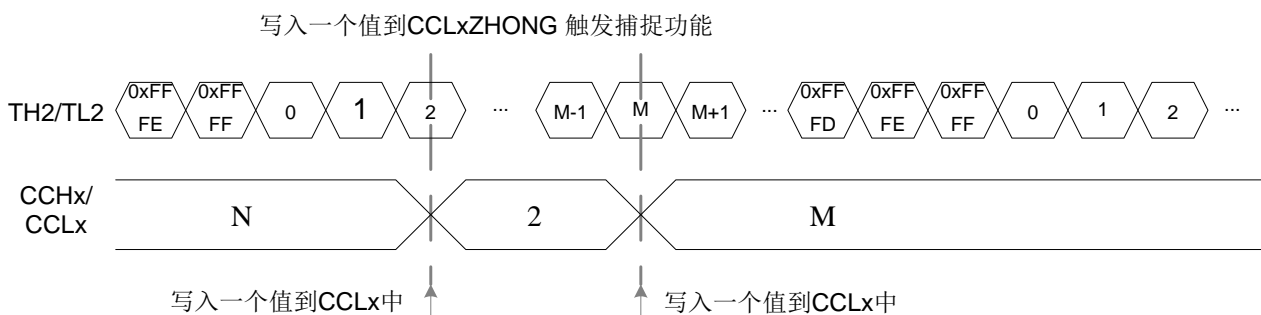 写入一个值到CCLxZHONG 触发捕捉功能
TH2/TL2 0xFF FE 0xFF FF 0 1 2 ... M-1 M M+1 ... 0xFF FD 0xFF FE 0xFF FF 0 1 2 ...
CCHx/
CCLx
N 2 M
写入一个值到CCLx中 写入一个值到CCLx中